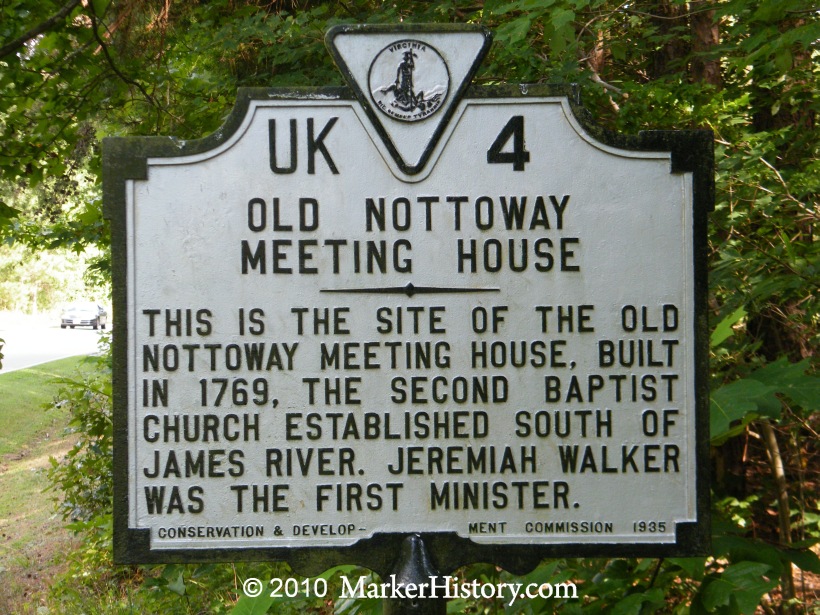 VIRGINIA
UK 4
OLD NOTTOWAY
MEETING HOUSE
THIS IS THE SITE OF THE OLD
NOTTOWAY MEETING HOUSE, BUILT
IN 1769, THE SECOND BAPTIST
CHURCH ESTABLISHED SOUTH OF
JAMES RIVER. JEREMIAH WALKER
WAS THE FIRST MINISTER.
CONSERVATION & DEVELOP- MENT COMMISSION 1935
© 2010 MarkerHistory.com